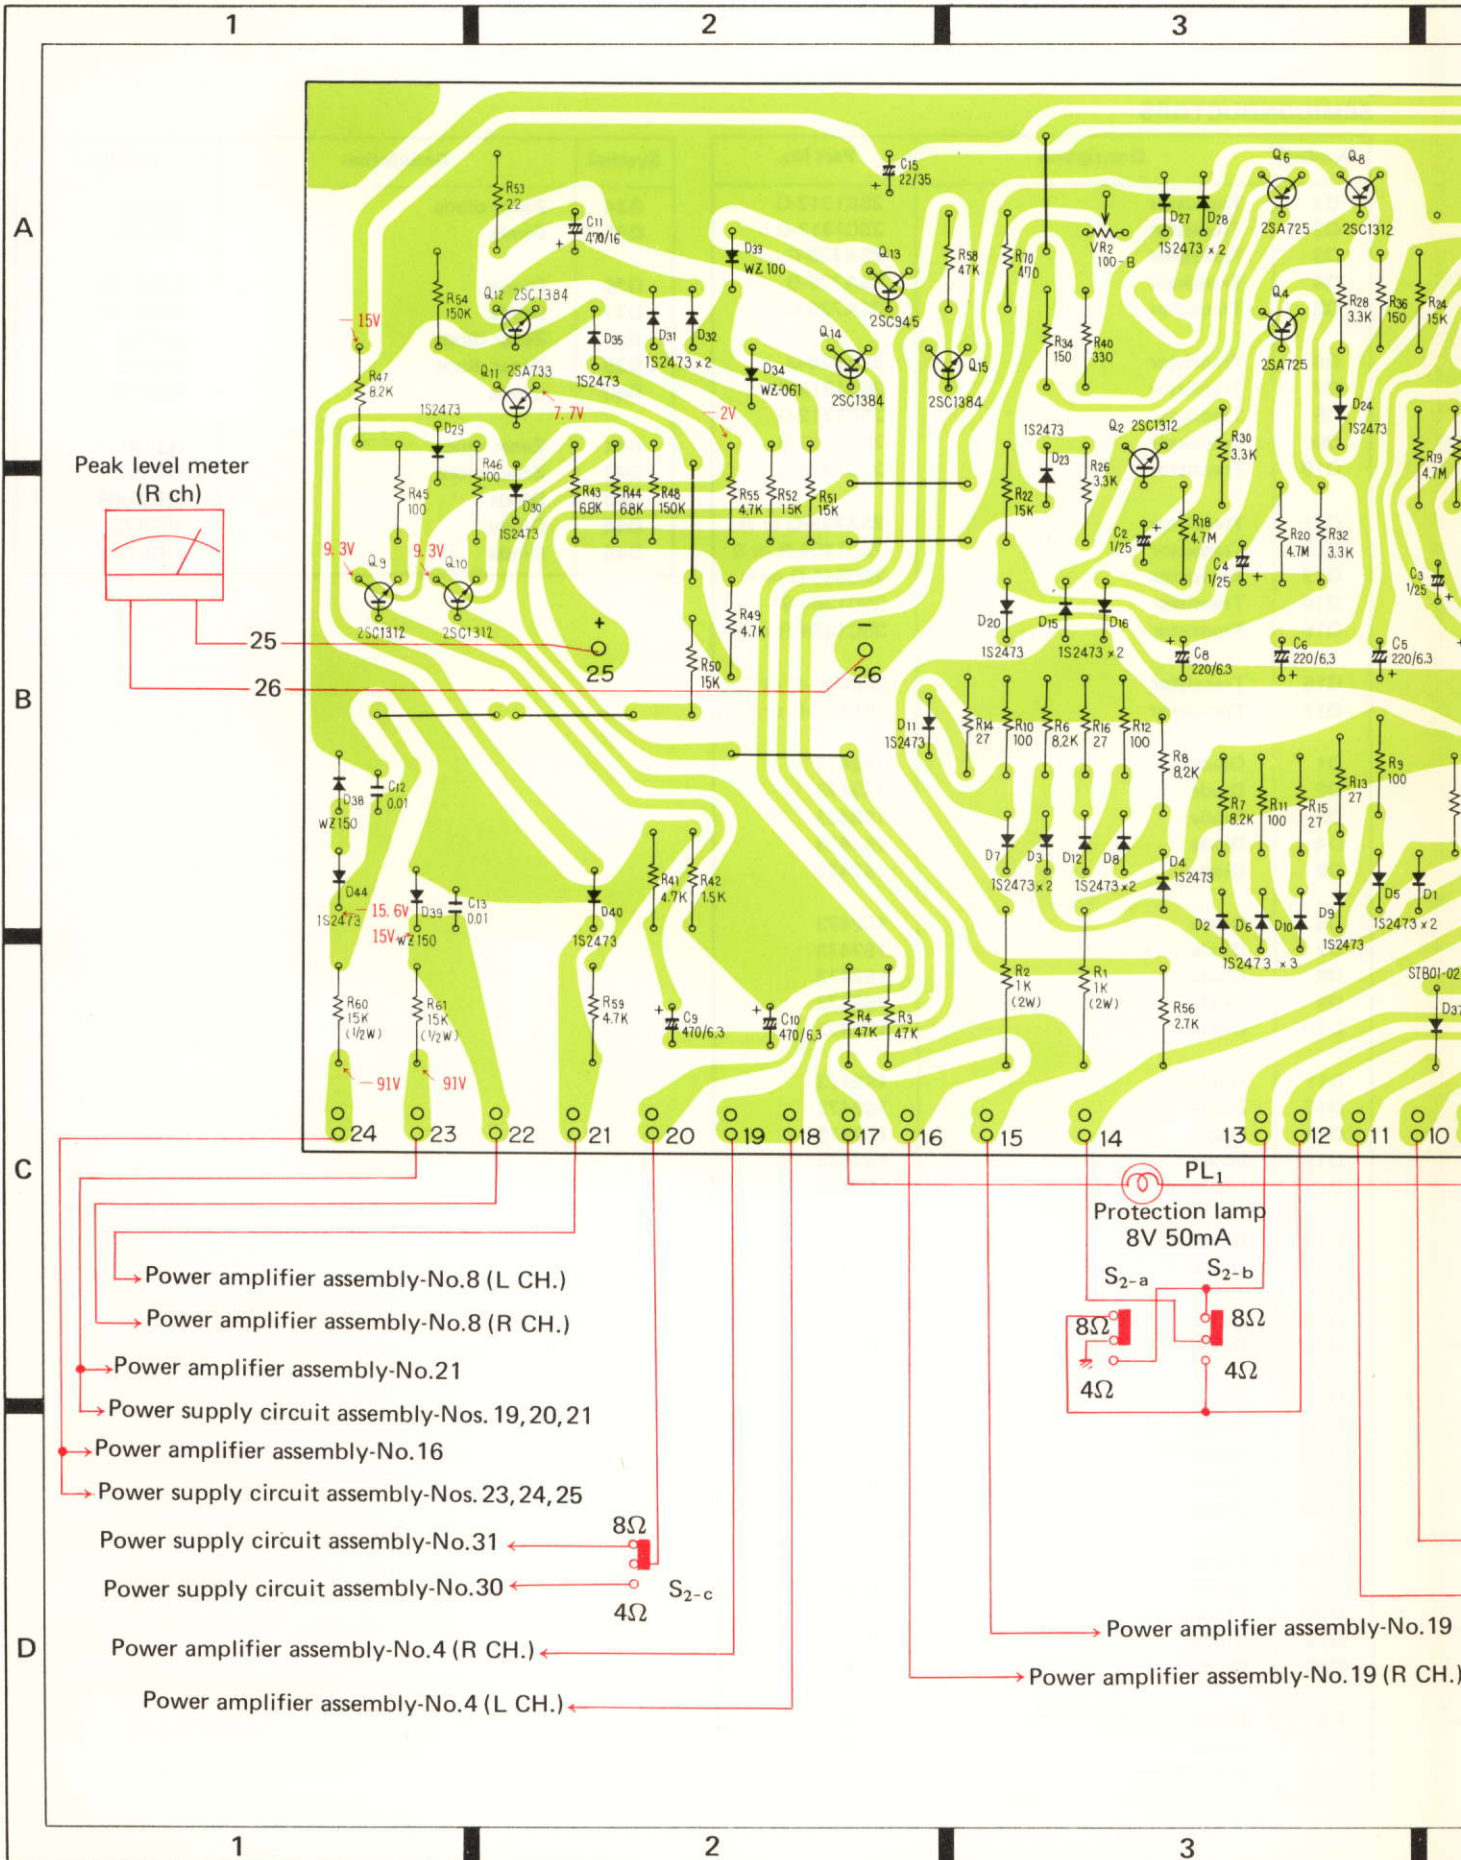 1 2 3
A
R53
22
C11
470/16
C15
22/35
D33
WZ 100
Q13
2SC945
R58
47K
R70
470
VR2
100-B
D27
D28
1S2473 x 2
Q6
2SA725
Q8
2SC1312
R54
150K
Q12 2SC1384
-15V
D35
1S2473
D31
D32
1S2473 x 2
Q14
2SC1384
Q15
2SC1384
R34
150
R40
330
Q4
2SA725
R28
3.3K
R36
150
R24
15K
R47
8.2K
Q11 2SA733
7.7V
D34
WZ-061
-2V
1S2473
D29
1S2473
D23
Q2 2SC1312
R30
3.3K
D24
1S2473
R19
4.7M
Peak level meter
(R ch)
R45
100
R46
100
D30
1S2473
R43
6.8K
R44
6.8K
R48
150K
R55
4.7K
R52
15K
R51
15K
R22
15K
R26
3.3K
C2
1/25
R18
4.7M
C4
1/25
R20
4.7M
R32
3.3K
C3
1/25
9.3V
Q9
2SC1312
9.3V
Q10
2SC1312
R49
4.7K
R50
15K
D20
1S2473
D15
D16
1S2473 x 2
C8
220/6.3
C6
220/6.3
C5
220/6.3
25
26
+
25
−
26
B
D11
1S2473
R14
27
R10
100
R6
8.2K
R16
27
R12
100
R8
8.2K
R7
8.2K
R11
100
R15
27
R13
27
R9
100
D38
WZ150
C12
0.01
D44
1S2473
-15.6V
D39
15V
WZ150
C13
0.01
D40
1S2473
R41
4.7K
R42
1.5K
D7
D3
1S2473 x 2
D12
D8
1S2473 x 2
D4
1S2473
D2
D6
D10
1S2473 x 3
D9
1S2473
D5
D1
1S2473 x 2
R60
15K
(1/2W)
R61
15K
(1/2W)
R59
4.7K
C9
470/6.3
C10
470/6.3
R4
47K
R3
47K
R2
1K
(2W)
R1
1K
(2W)
R56
2.7K
SIB01-02
D37
-91V
91V
24 23 22 21 20 19 18 17 16 15 14 13 12 11 10
C
PL1
Protection lamp
8V 50mA
S2-a
S2-b
8Ω
8Ω
4Ω
4Ω
Power amplifier assembly-No.8 (L CH.)
Power amplifier assembly-No.8 (R CH.)
Power amplifier assembly-No.21
Power supply circuit assembly-Nos. 19,20,21
Power amplifier assembly-No.16
Power supply circuit assembly-Nos. 23,24,25
8Ω
Power supply circuit assembly-No.31
Power supply circuit assembly-No.30
S2-c
4Ω
D
Power amplifier assembly-No.4 (R CH.)
Power amplifier assembly-No.19
Power amplifier assembly-No.19 (R CH.)
Power amplifier assembly-No.4 (L CH.)
1 2 3